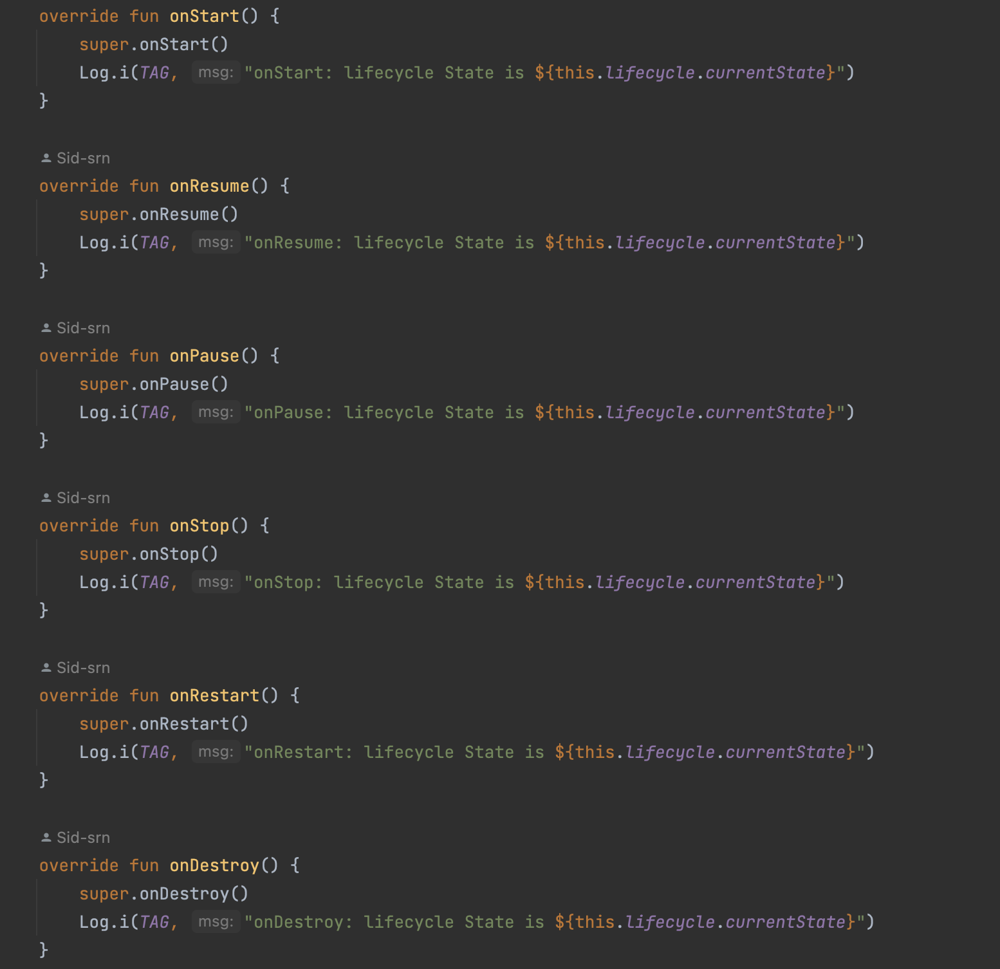 override fun onStart() {
super.onStart()
Log.i(TAG, msg: "onStart: lifecycle State is ${this.lifecycle.currentState}")
}
Sid-srn
override fun onResume() {
super.onResume()
Log.i(TAG, msg: "onResume: lifecycle State is ${this.lifecycle.currentState}")
}
Sid-srn
override fun onPause() {
super.onPause()
Log.i(TAG, msg: "onPause: lifecycle State is ${this.lifecycle.currentState}")
}
Sid-srn
override fun onStop() {
super.onStop()
Log.i(TAG, msg: "onStop: lifecycle State is ${this.lifecycle.currentState}")
}
Sid-srn
override fun onRestart() {
super.onRestart()
Log.i(TAG, msg: "onRestart: lifecycle State is ${this.lifecycle.currentState}")
}
Sid-srn
override fun onDestroy() {
super.onDestroy()
Log.i(TAG, msg: "onDestroy: lifecycle State is ${this.lifecycle.currentState}")
}